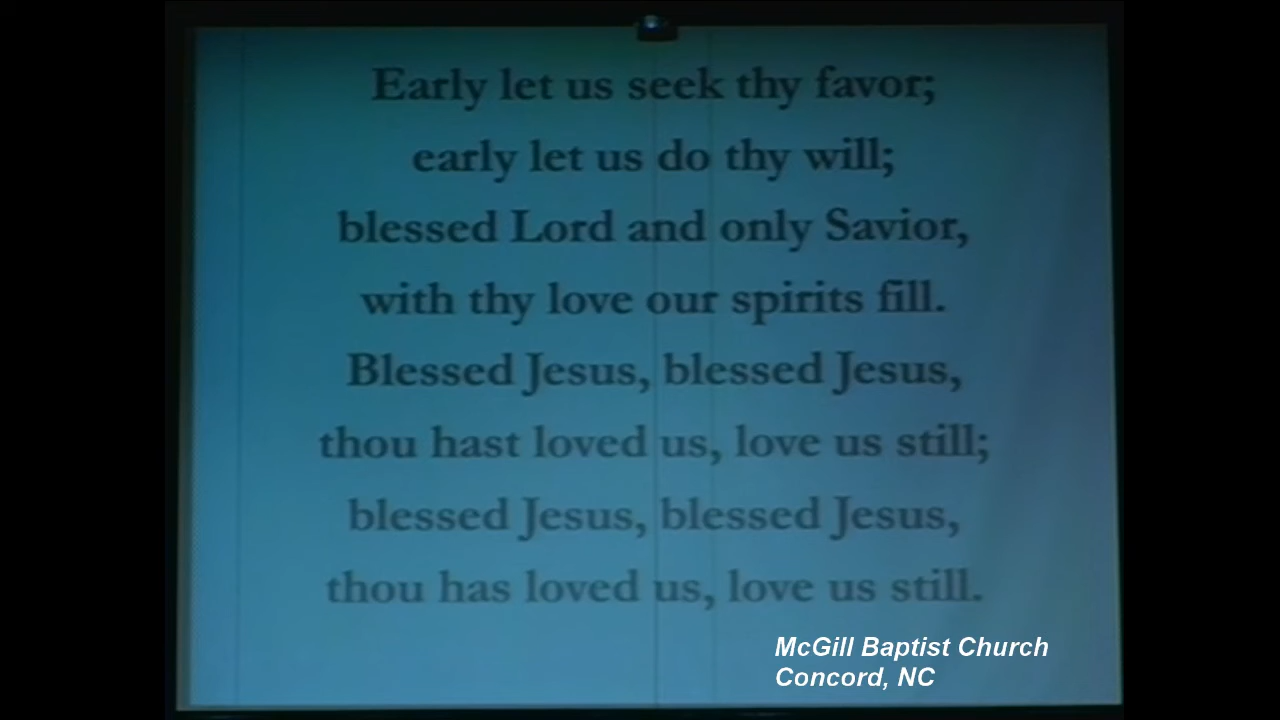 Early let us seek thy favor;
early let us do thy will;
blessed Lord and only Savior,
with thy love our spirits fill.
Blessed Jesus, blessed Jesus,
thou hast loved us, love us still;
blessed Jesus, blessed Jesus,
thou has loved us, love us still.
McGill Baptist Church
Concord, NC